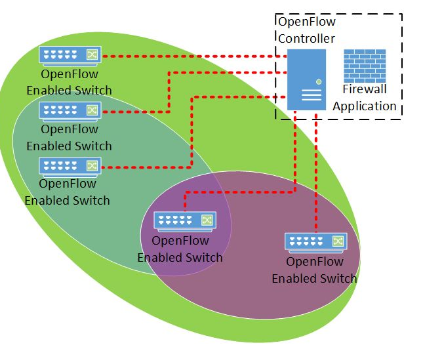 OpenFlow
Controller
Firewall
Application
OpenFlow
Enabled Switch
OpenFlow
Enabled Switch
OpenFlow
Enabled Switch
OpenFlow
Enabled Switch
OpenFlow
Enabled Switch